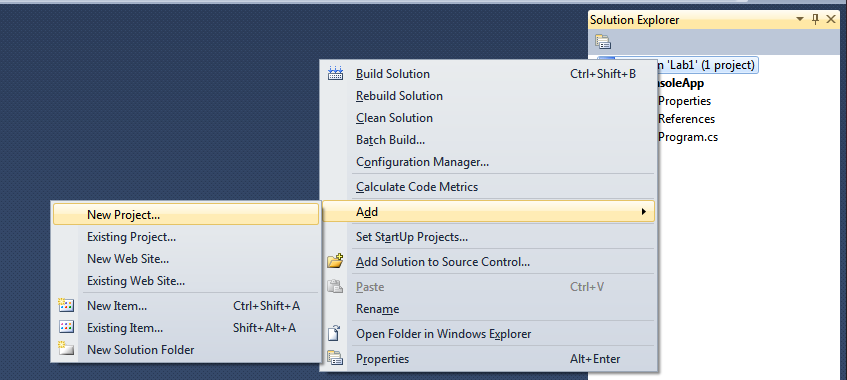 Solution Explorer
'Lab1' (1 project)
Properties
References
Program.cs
Build Solution Ctrl+Shift+B
Rebuild Solution
Clean Solution
Batch Build...
Configuration Manager...
Calculate Code Metrics
Add
Set StartUp Projects...
Add Solution to Source Control...
Paste Ctrl+V
Rename
Open Folder in Windows Explorer
Properties Alt+Enter
New Project...
Existing Project...
New Web Site...
Existing Web Site...
New Item... Ctrl+Shift+A
Existing Item... Shift+Alt+A
New Solution Folder